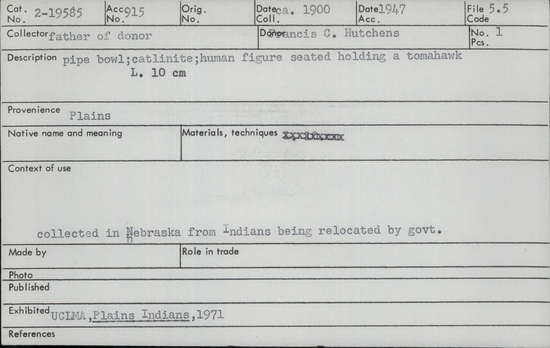 Cat. No. 2-19585 Acc. No. 915 Orig. No. Date Coll. ca. 1900 Date Acc. 1947 File Code 5.5
Collector father of donor Donor Francis C. Hutchens No. Pcs. 1
Description pipe bowl;catlinite;human figure seated holding a tomahawk
L. 10 cm
Provenience Plains
Native name and meaning Materials, techniques
Context of use
collected in Nebraska from Indians being relocated by govt.
Made by Role in trade
Photo
Published
Exhibited UCLMA,Plains Indians,1971
References